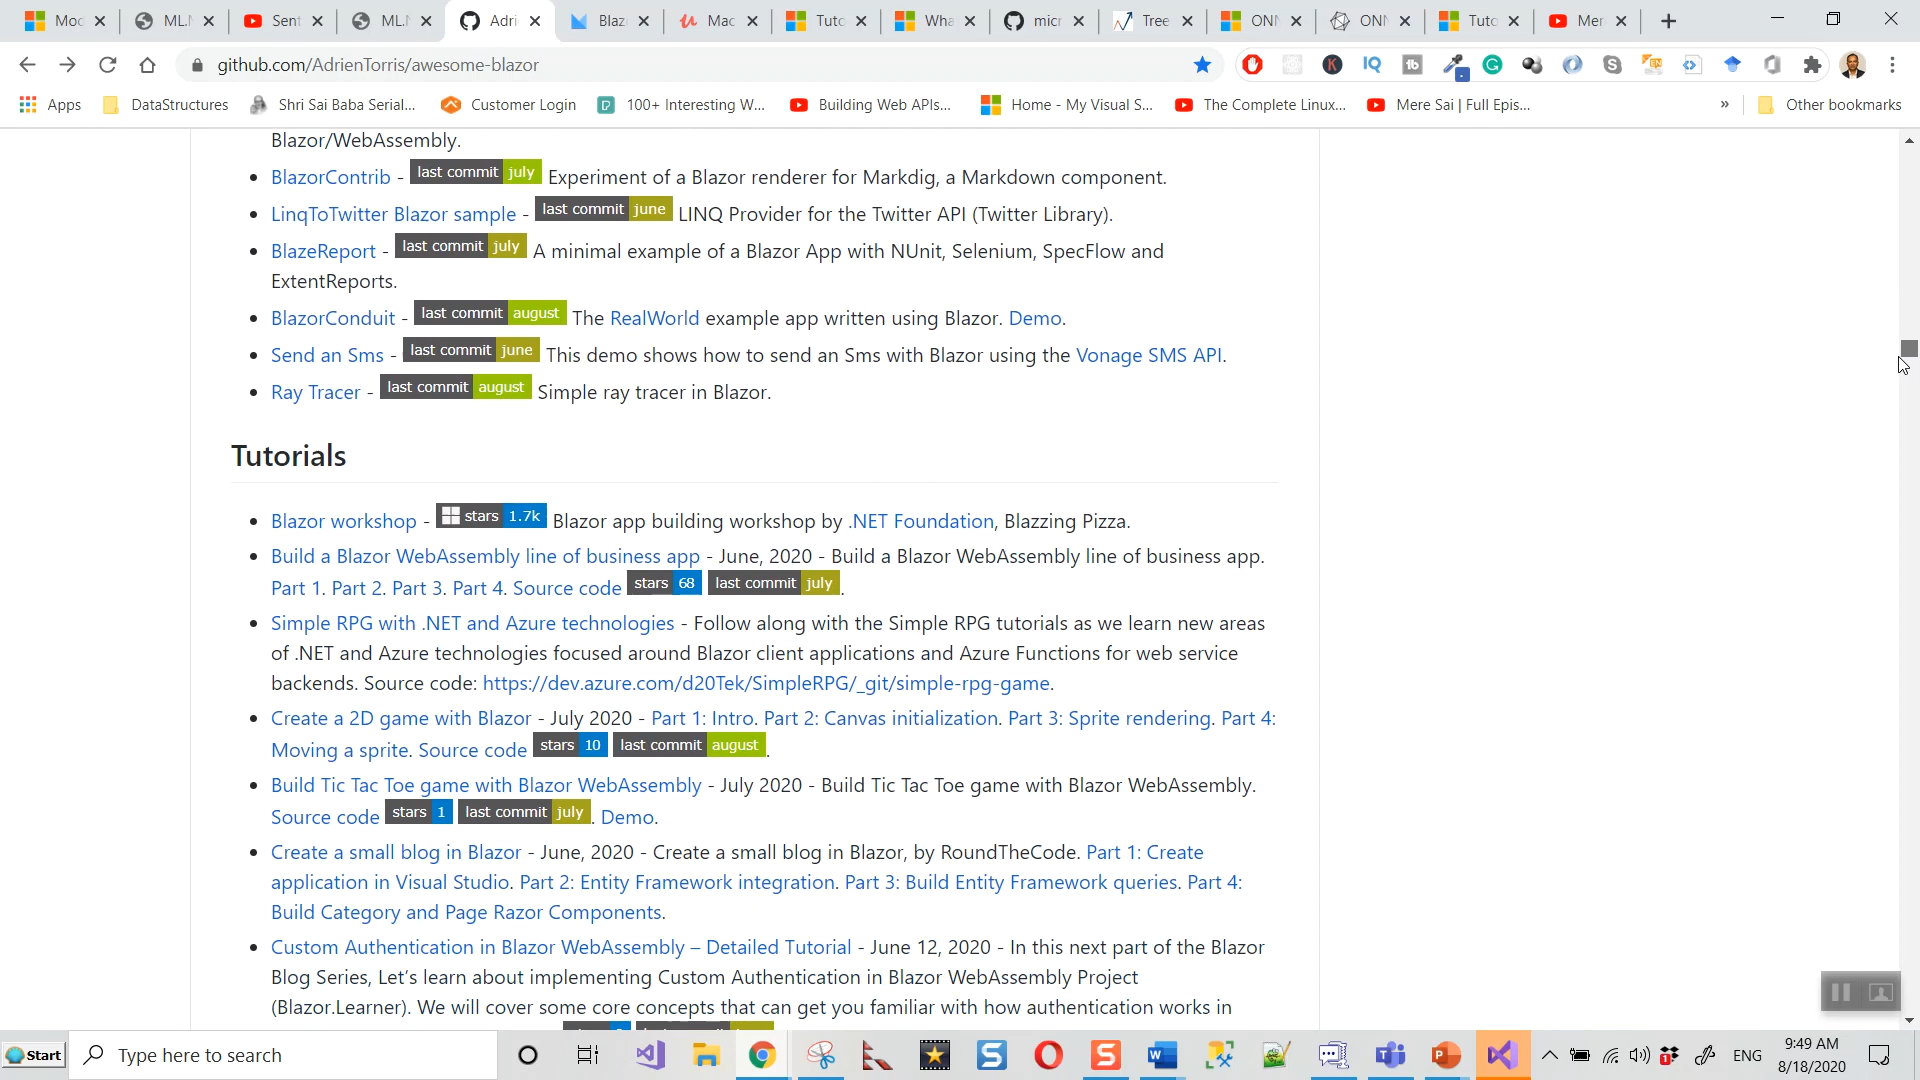 Moc
ML.N
Sent
ML.N
Adri
Blaz
Mac
Tuto
Wha
micr
Tree
ONN
ONN
Tuto
Mer
github.com/AdrienTorris/awesome-blazor
Apps
DataStructures
Shri Sai Baba Serial...
Customer Login
100+ Interesting W...
Building Web APIs...
Home - My Visual S...
The Complete Linux...
Mere Sai | Full Epis...
»
Other bookmarks
Blazor/WebAssembly.
BlazorContrib - last commit july Experiment of a Blazor renderer for Markdig, a Markdown component.
LinqToTwitter Blazor sample - last commit june LINQ Provider for the Twitter API (Twitter Library).
BlazeReport - last commit july A minimal example of a Blazor App with NUnit, Selenium, SpecFlow and
ExtentReports.
BlazorConduit - last commit august The RealWorld example app written using Blazor. Demo.
Send an Sms - last commit june This demo shows how to send an Sms with Blazor using the Vonage SMS API.
Ray Tracer - last commit august Simple ray tracer in Blazor.
Tutorials
Blazor workshop - stars 1.7k Blazor app building workshop by .NET Foundation, Blazzing Pizza.
Build a Blazor WebAssembly line of business app - June, 2020 - Build a Blazor WebAssembly line of business app.
Part 1. Part 2. Part 3. Part 4. Source code stars 68 last commit july.
Simple RPG with .NET and Azure technologies - Follow along with the Simple RPG tutorials as we learn new areas
of .NET and Azure technologies focused around Blazor client applications and Azure Functions for web service
backends. Source code: https://dev.azure.com/d20Tek/SimpleRPG/_git/simple-rpg-game.
Create a 2D game with Blazor - July 2020 - Part 1: Intro. Part 2: Canvas initialization. Part 3: Sprite rendering. Part 4:
Moving a sprite. Source code stars 10 last commit august.
Build Tic Tac Toe game with Blazor WebAssembly - July 2020 - Build Tic Tac Toe game with Blazor WebAssembly.
Source code stars 1 last commit july. Demo.
Create a small blog in Blazor - June, 2020 - Create a small blog in Blazor, by RoundTheCode. Part 1: Create
application in Visual Studio. Part 2: Entity Framework integration. Part 3: Build Entity Framework queries. Part 4:
Build Category and Page Razor Components.
Custom Authentication in Blazor WebAssembly – Detailed Tutorial - June 12, 2020 - In this next part of the Blazor
Blog Series, Let's learn about implementing Custom Authentication in Blazor WebAssembly Project
(Blazor.Learner). We will cover some core concepts that can get you familiar with how authentication works in
Start
Type here to search
ENG
9:49 AM
8/18/2020